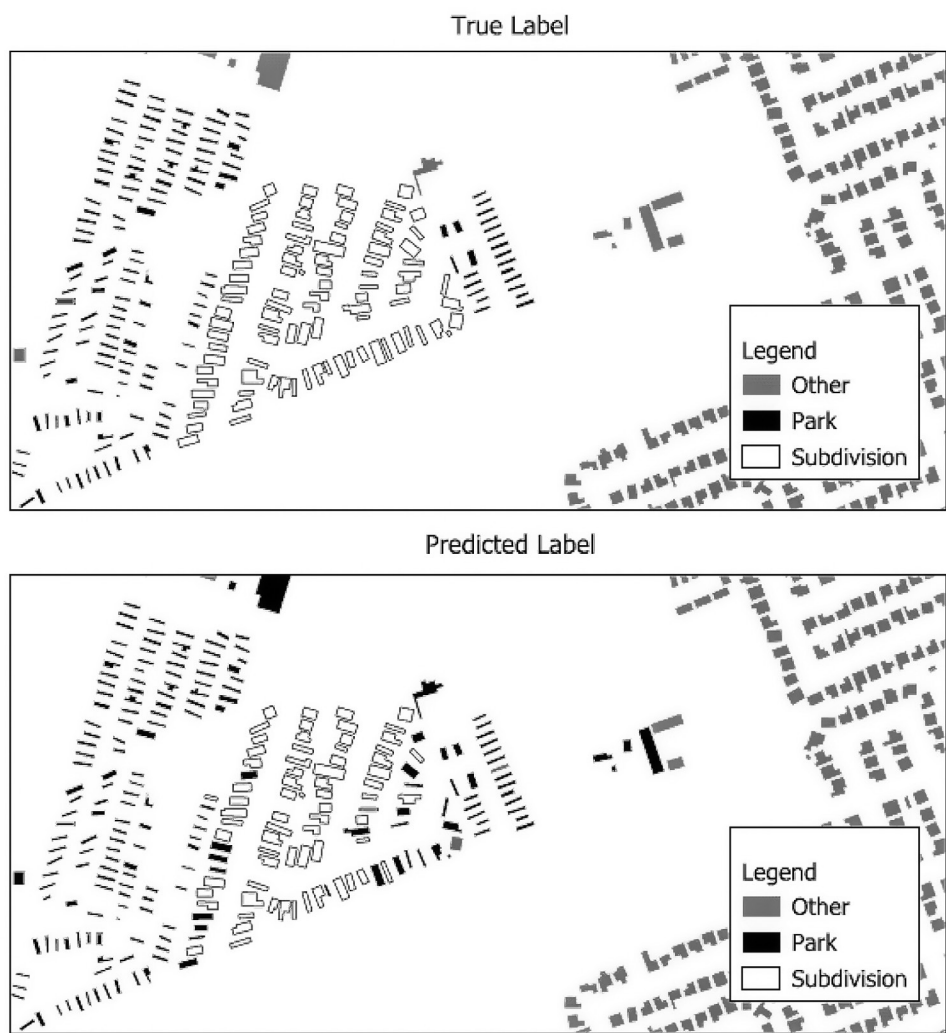 True Label
Legend
Other
Park
Subdivision
Predicted Label
Legend
Other
Park
Subdivision